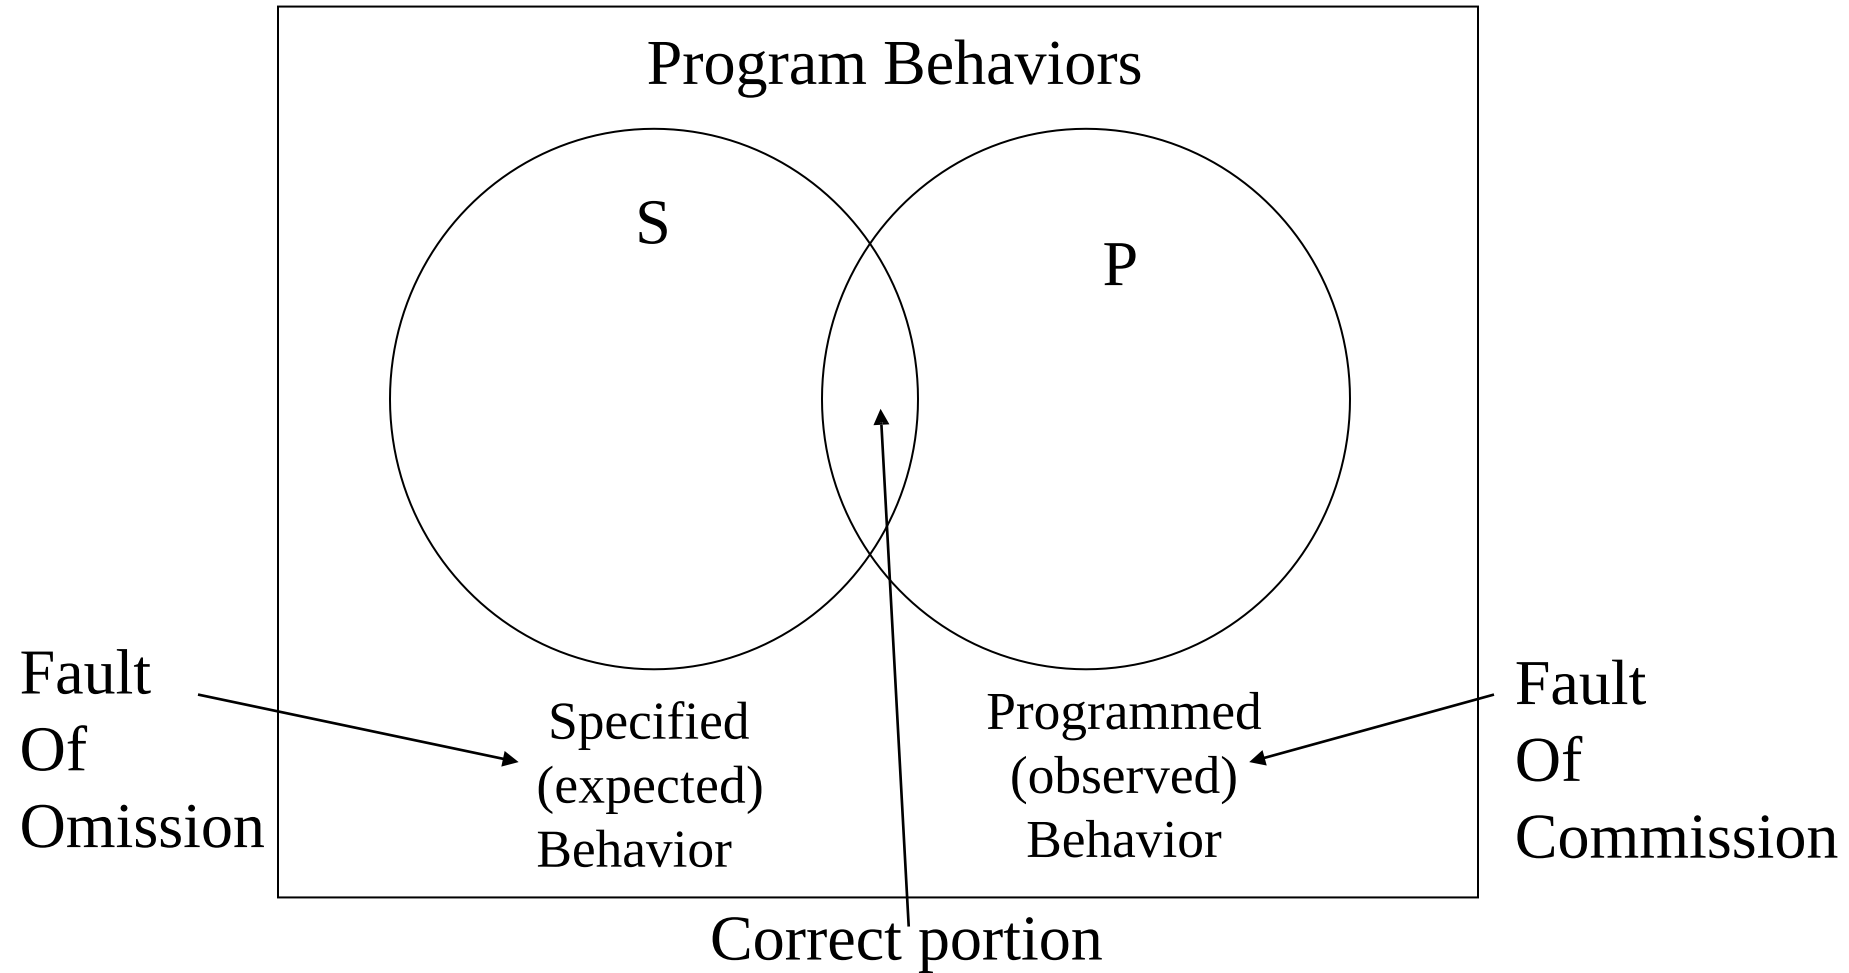 Program Behaviors
S
P
Fault
Of
Omission
Specified
(expected)
Behavior
Programmed
(observed)
Behavior
Fault
Of
Commission
Correct portion